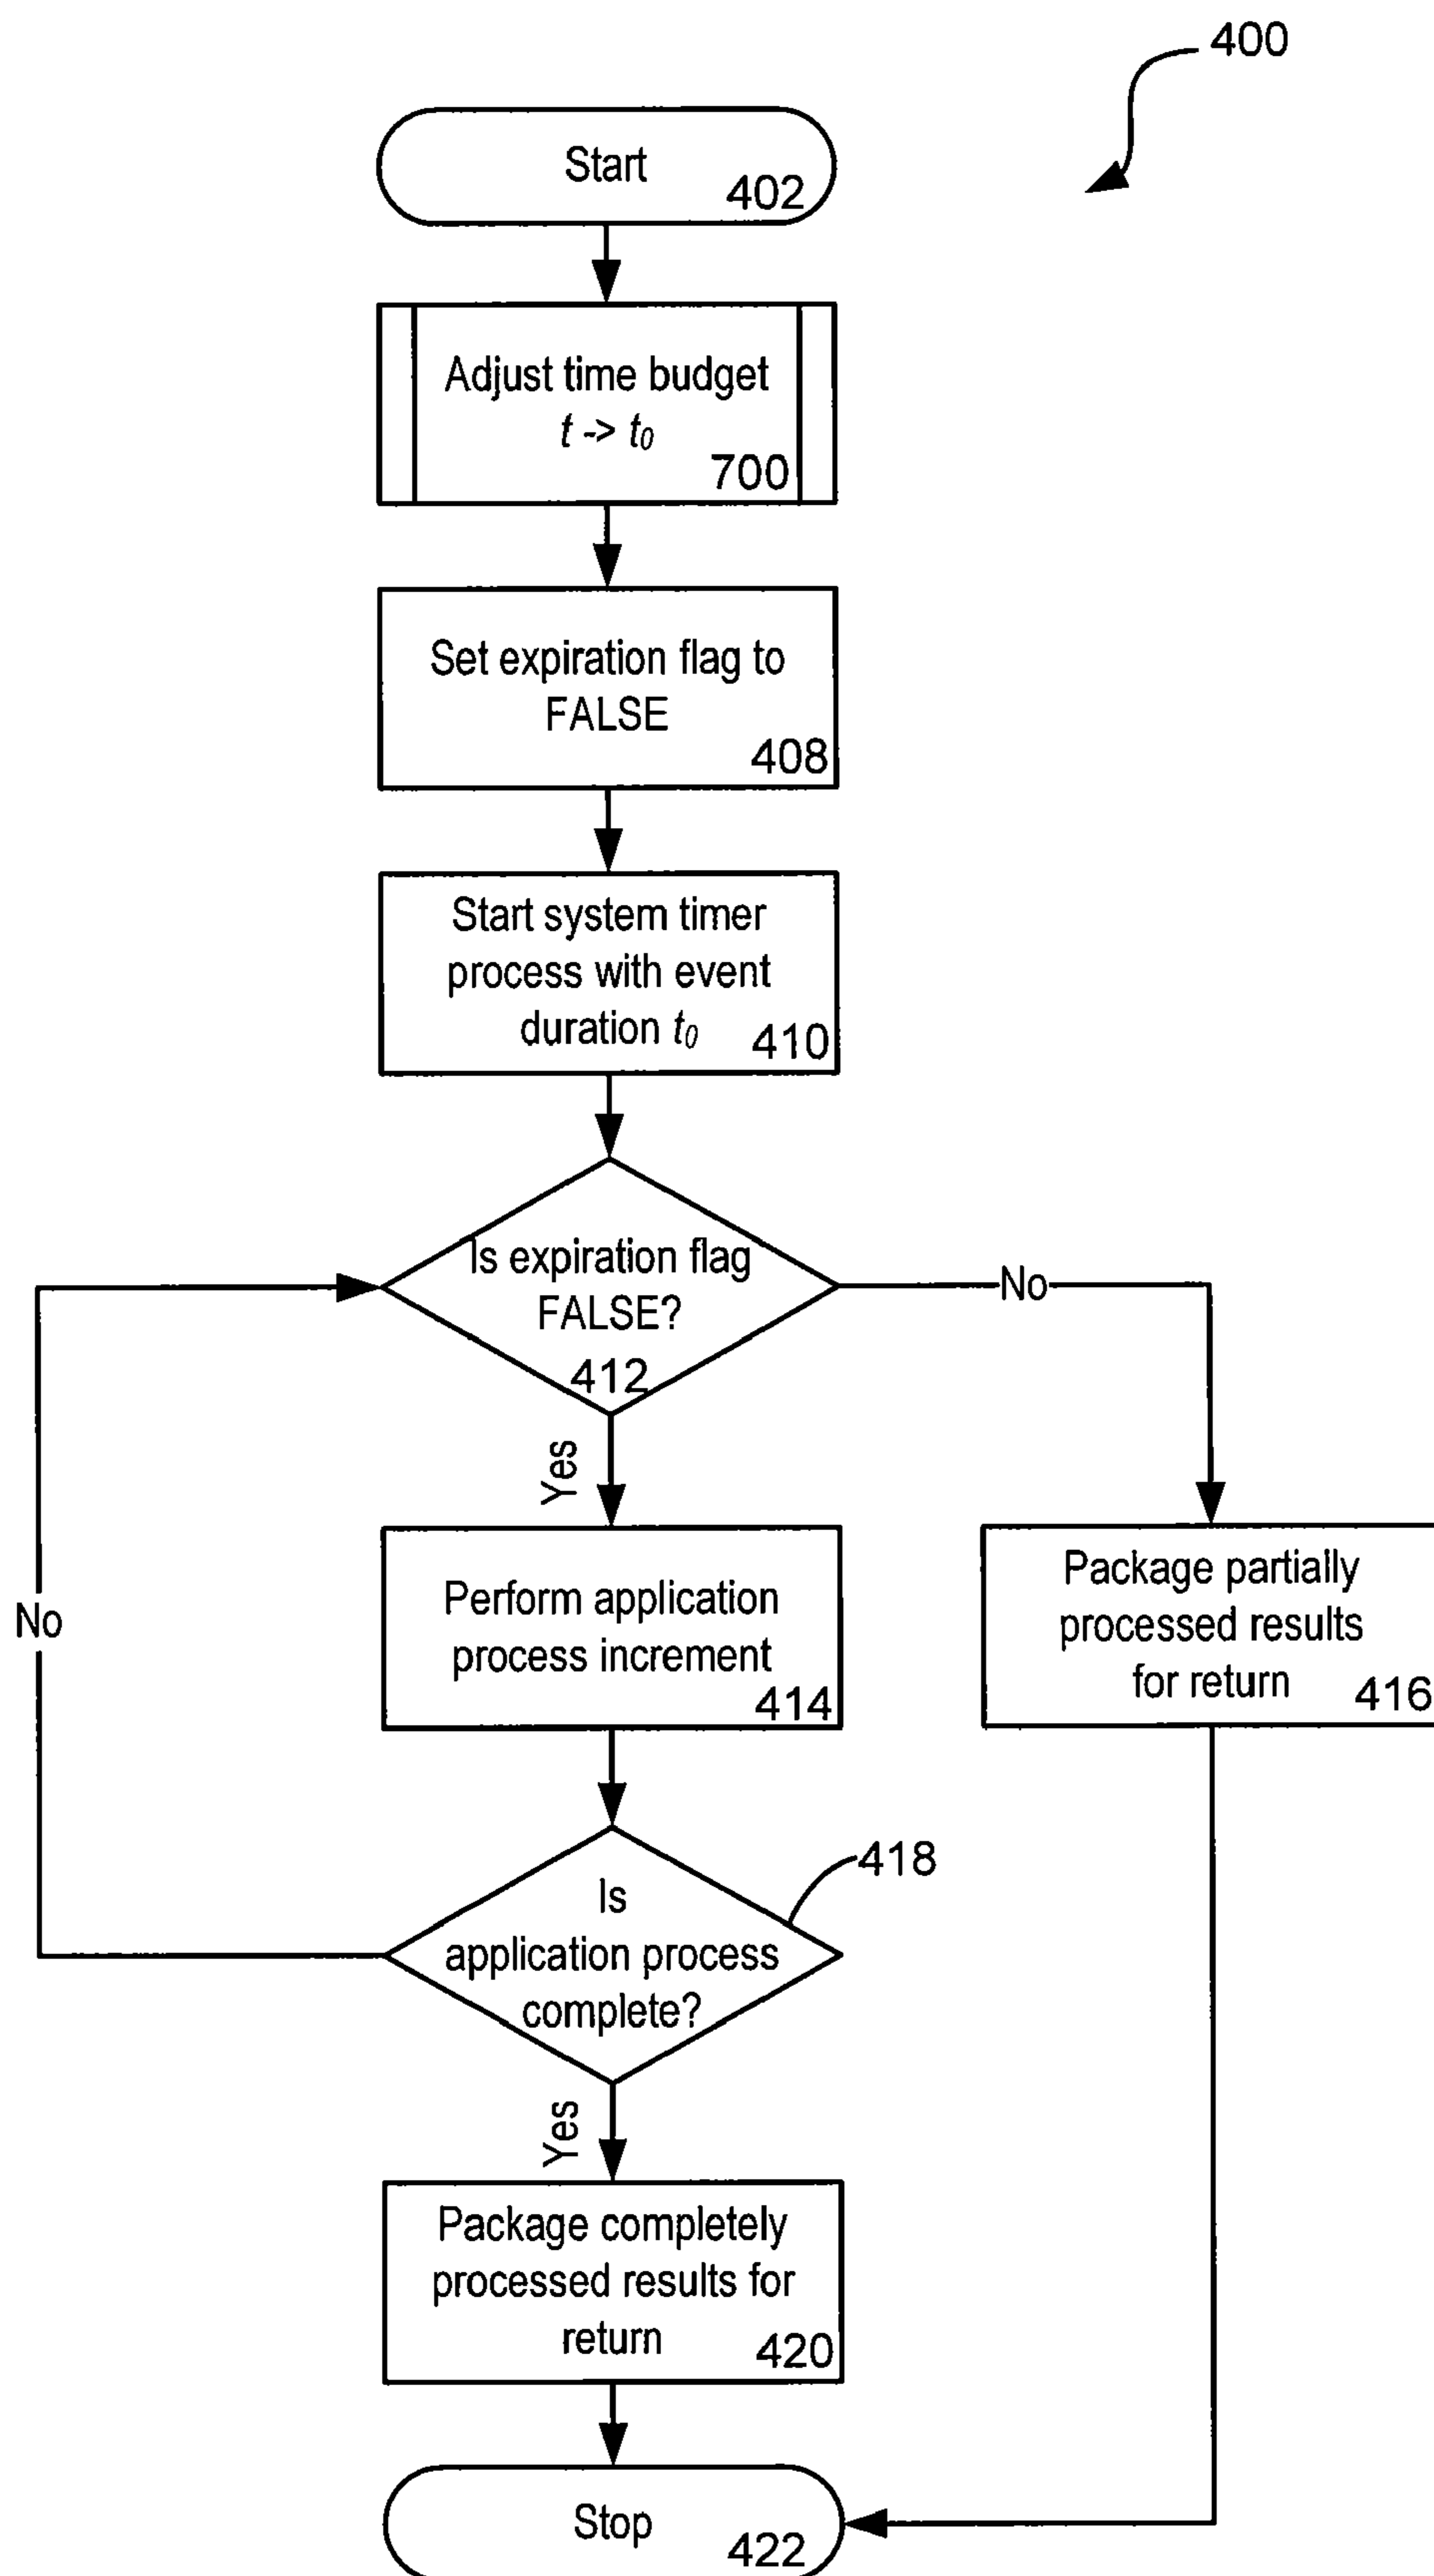 400
Start
402
Adjust time budget
t -> t₀
700
Set expiration flag to
FALSE
408
Start system timer
process with event
duration t₀
410
Is expiration flag
FALSE?
412
No
Yes
Perform application
process increment
414
Package partially
processed results
for return
416
No
418
Is
application process
complete?
Yes
Package completely
processed results for
return
420
Stop
422